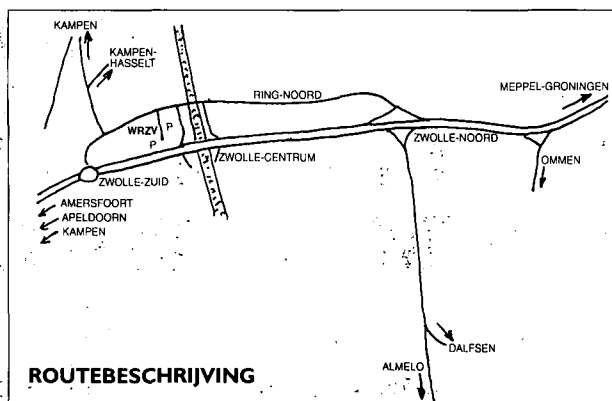 KAMPEN
KAMPEN-
HASSELT
RING-NOORD
MEPPEL-GRONINGEN
WRZV
P
P
ZWOLLE-CENTRUM
ZWOLLE-NOORD
OMMEN
ZWOLLE-ZUID
AMERSFOORT
APELDOORN
KAMPEN
DALFSEN
ALMELO
ROUTEBESCHRIJVING